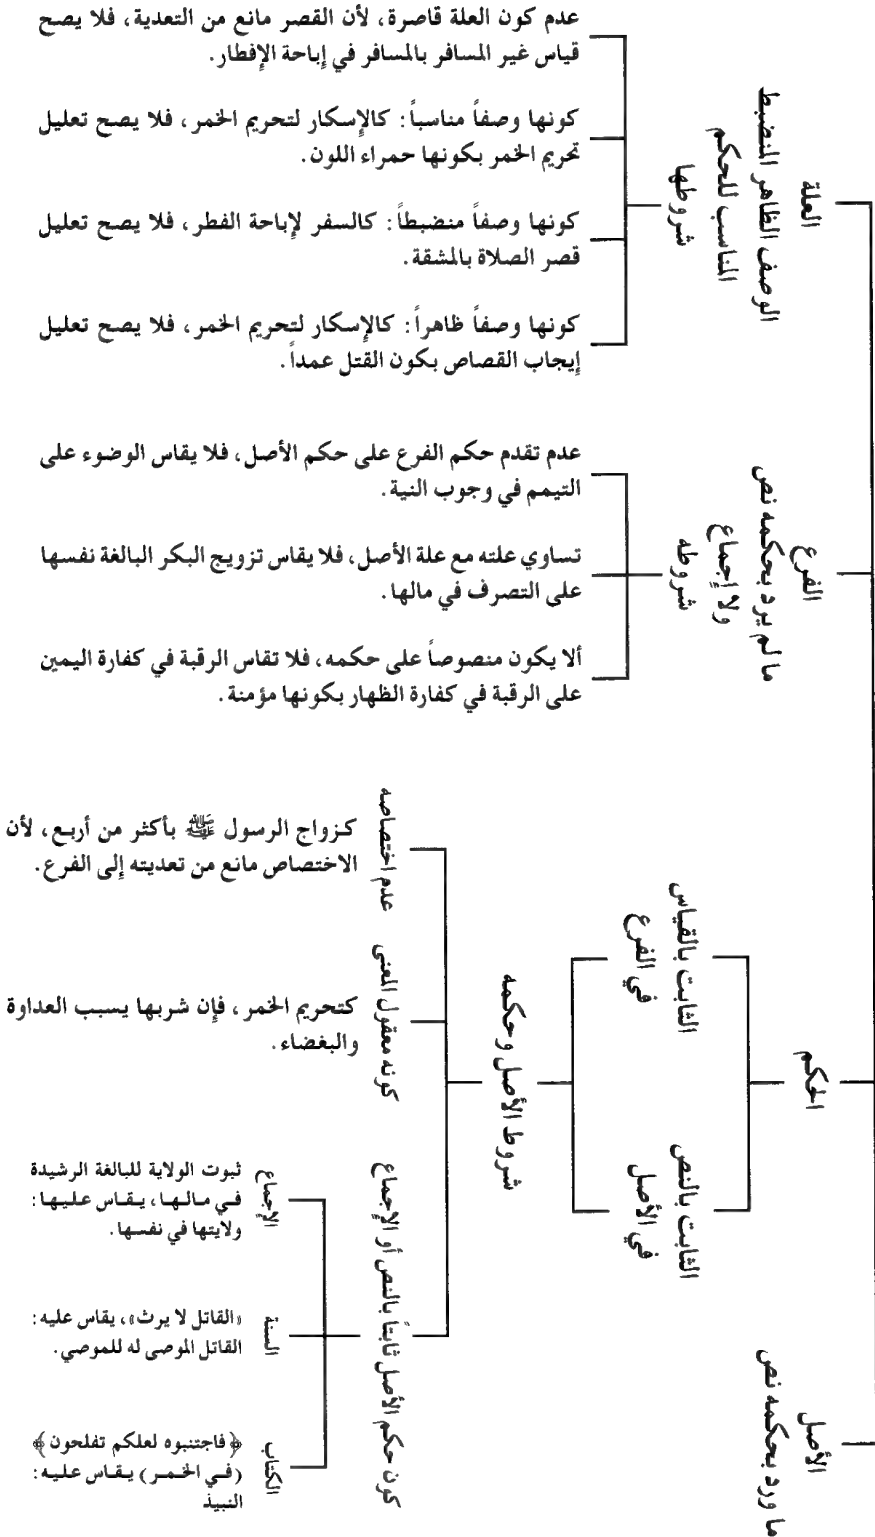 العلة
الوصف الظاهر المنضبط
المناسب للحكم
شروطها
عدم كون العلة قاصرة، لأن القصر مانع من التعدية، فلا يصح
قياس غير المسافر بالمسافر في إباحة الإفطار.
كونها وصفاً مناسباً: كالإسكار لتحريم الخمر، فلا يصح تعليل
تحريم الخمر بكونها حمراء اللون.
كونها وصفاً منضبطاً: كالسفر لإباحة الفطر، فلا يصح تعليل
قصر الصلاة بالمشقة.
كونها وصفاً ظاهراً: كالإسكار لتحريم الخمر، فلا يصح تعليل
إيجاب القصاص بكون القتل عمداً.
الفرع
ما لم يرد بحكمه نص
ولا إجماع
شروطه
عدم تقدم حكم الفرع على حكم الأصل، فلا يقاس الوضوء على
التيمم في وجوب النية.
تساوي علته مع علة الأصل، فلا يقاس تزويج البكر البالغة نفسها
على التصرف في مالها.
ألا يكون منصوصاً على حكمه، فلا تقاس الرقبة في كفارة اليمين
على الرقبة في كفارة الظهار بكونها مؤمنة.
الحكم
الثابت بالقياس
في الفرع
الثابت بالنص
في الأصل
شروط الأصل وحكمه
عدم اختصاصه
كزواج الرسول ﷺ بأكثر من أربع، لأن
الاختصاص مانع من تعديته إلى الفرع.
كونه معقول المعنى
كتحريم الخمر، فإن شربها يسبب العداوة
والبغضاء.
كون حكم الأصل ثابتاً بالنص أو الإجماع
الإجماع
ثبوت الولاية للبالغة الرشيدة
في مالها، يقاس عليها:
ولايتها في نفسها.
السنة
«القاتل لا يرث»، يقاس عليه:
القاتل الموصى له للموصي.
الكتاب
﴿فاجتنبوه لعلكم تفلحون﴾
(في الخمر) يقاس عليه:
النبيذ
الأصل
ما ورد بحكمه نص